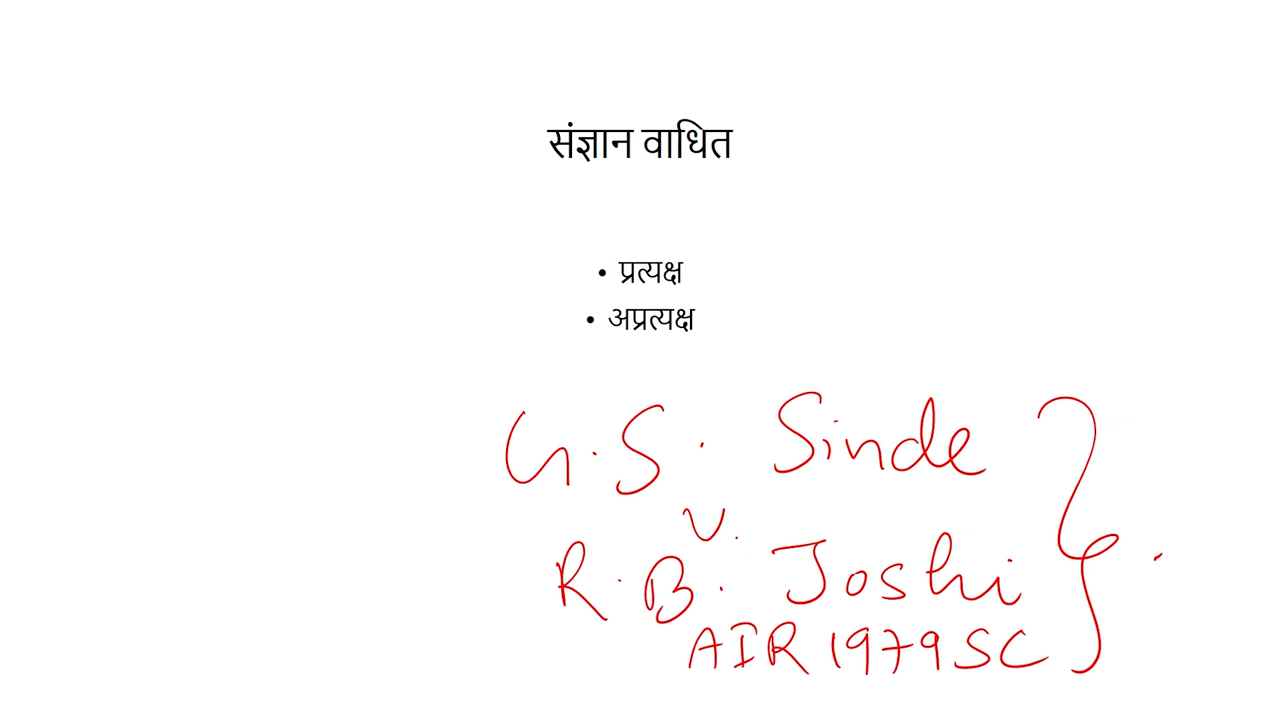 संज्ञान वाधित
• प्रत्यक्ष
• अप्रत्यक्ष
G.S. Sinde
v.
R.B. Joshi
AIR 1979 SC